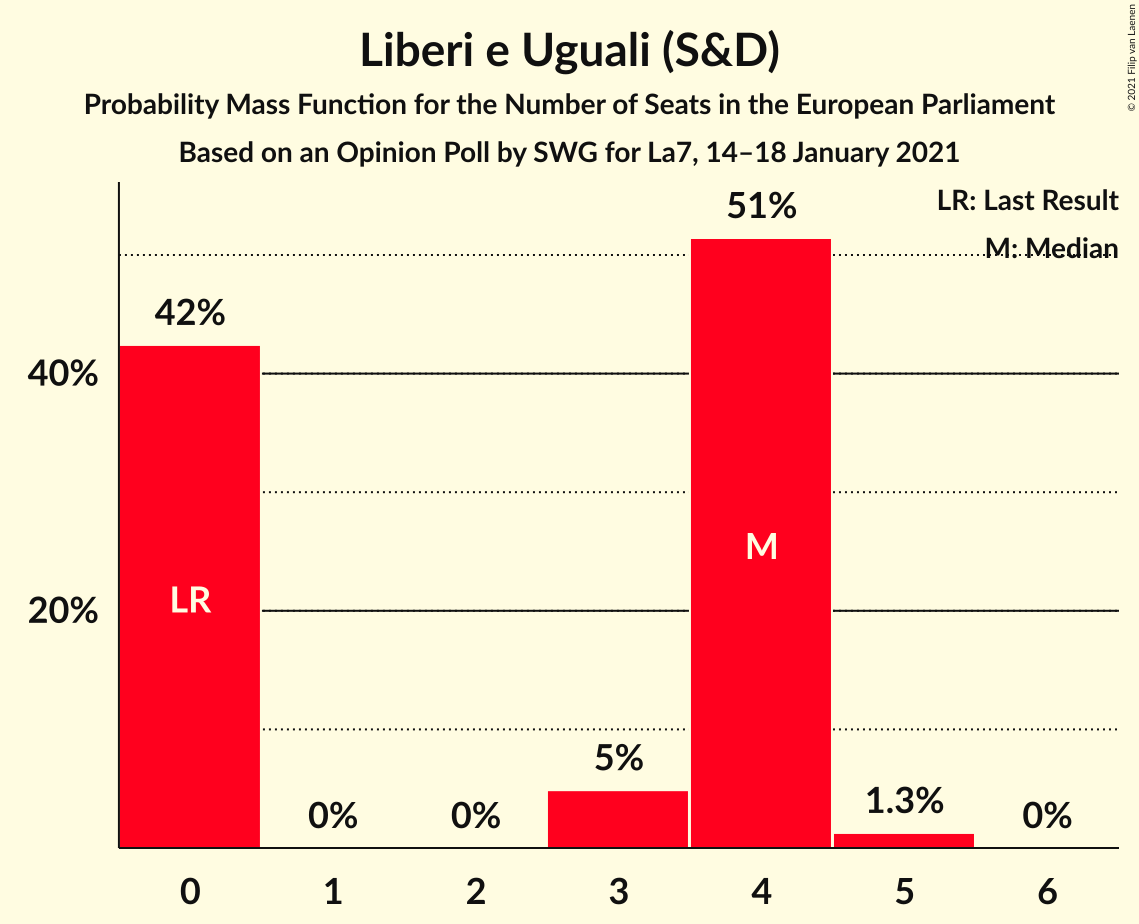 Liberi e Uguali (S&D)
Probability Mass Function for the Number of Seats in the European Parliament
Based on an Opinion Poll by SWG for La7, 14–18 January 2021
© 2021 Filip van Laenen
LR: Last Result
M: Median
51%
42%
40%
M
LR
20%
5%
1.3%
0%
0%
0%
0
1
2
3
4
5
6